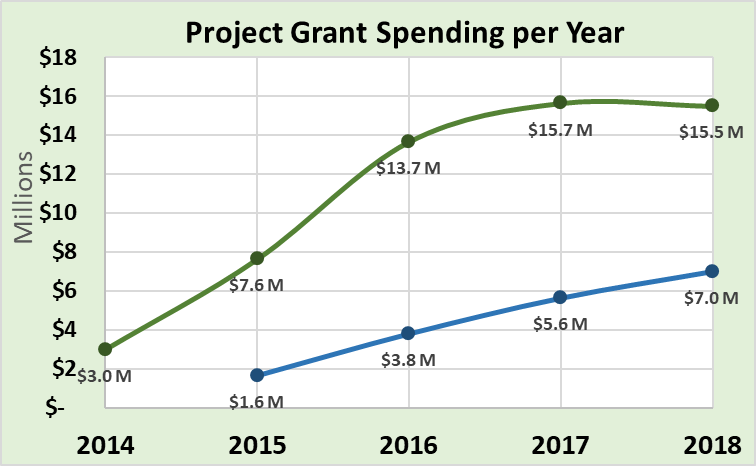 Project Grant Spending per Year
Millions
$18
$16
$14
$12
$10
$8
$6
$4
$2
$-
$3.0 M
$7.6 M
$13.7 M
$15.7 M
$15.5 M
$1.6 M
$3.8 M
$5.6 M
$7.0 M
2014 2015 2016 2017 2018